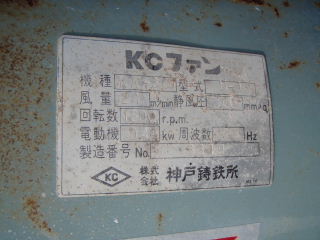 KCファン
機種 型式
風量 m³/min 静風圧 mmAq
回転数 r.p.m.
電動機 kw 周波数 Hz
製造番号 No.
KC 株式会社 神戸鋳鉄所